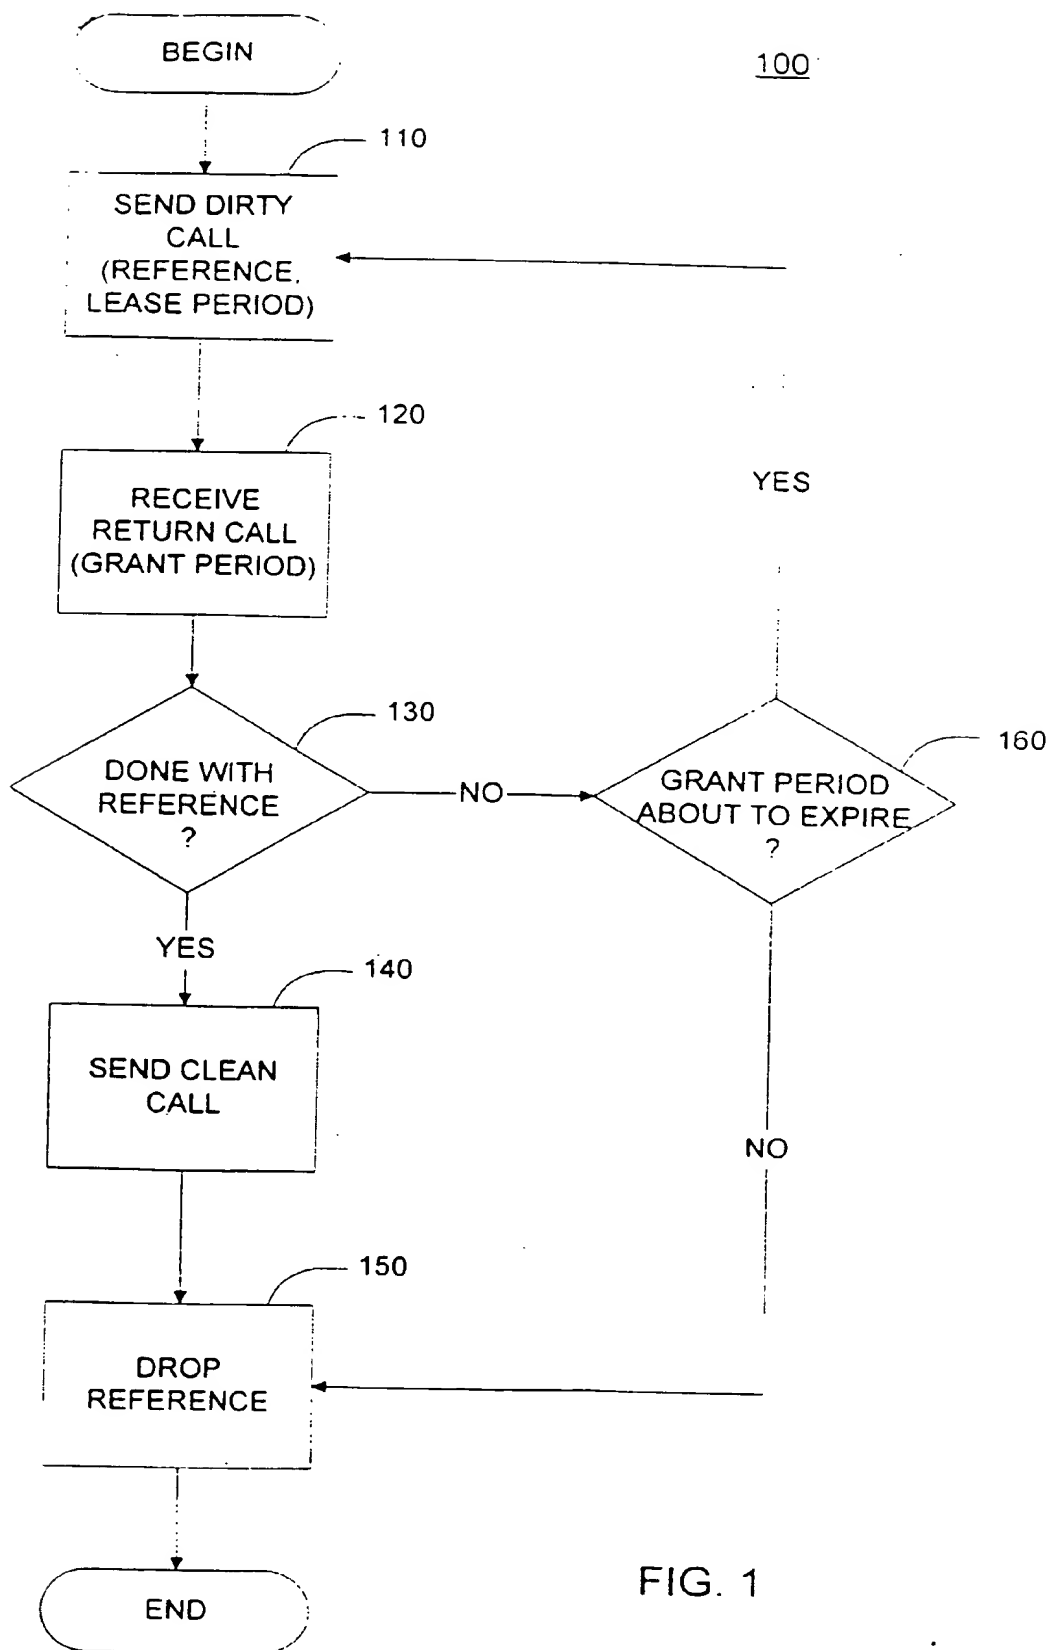 BEGIN
100
110
SEND DIRTY
CALL
(REFERENCE,
LEASE PERIOD)
120
RECEIVE
RETURN CALL
(GRANT PERIOD)
YES
130
DONE WITH
REFERENCE
?
NO
160
GRANT PERIOD
ABOUT TO EXPIRE
?
YES
140
SEND CLEAN
CALL
NO
150
DROP
REFERENCE
END
FIG. 1